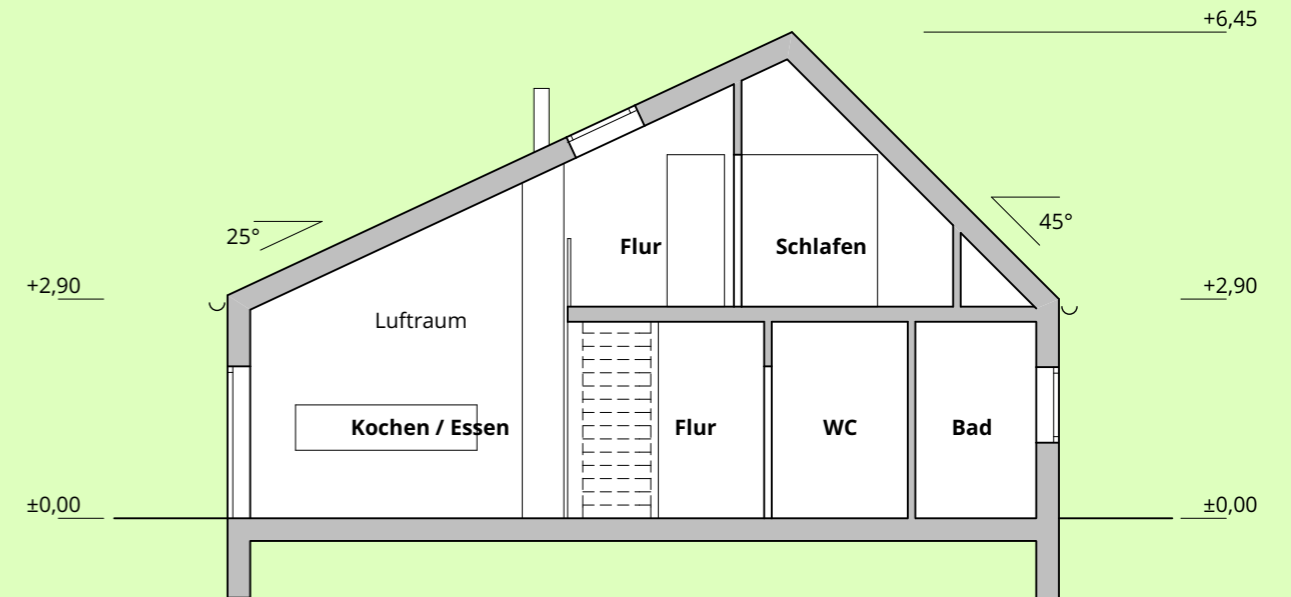 +6,45
25°
45°
Flur
Schlafen
+2,90
+2,90
Luftraum
Kochen / Essen
Flur
WC
Bad
±0,00
±0,00